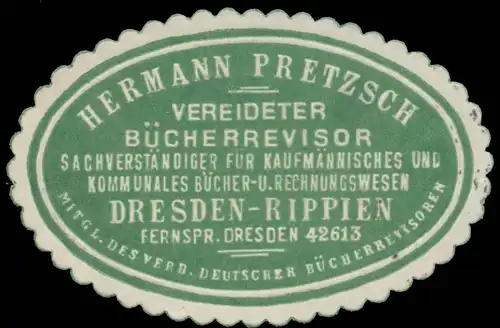 HERMANN PRETZSCH
VEREIDETER
BÜCHERREVISOR
SACHVERSTÄNDIGER FÜR KAUFMÄNNISCHES UND
KOMMUNALES BÜCHER-U. RECHNUNGSWESEN
DRESDEN-RIPPIEN
FERNSPR. DRESDEN 42613
MITGL. DES VERB. DEUTSCHER BÜCHERREVISOREN